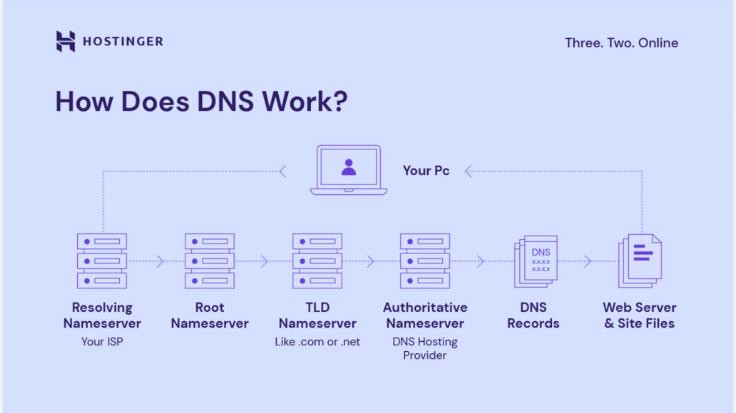 HOSTINGER
Three. Two. Online
How Does DNS Work?
Your Pc
DNS
x.x.x.x
x.x.x.x
Resolving
Nameserver
Your ISP
Root
Nameserver
TLD
Nameserver
Like .com or .net
Authoritative
Nameserver
DNS Hosting
Provider
DNS
Records
Web Server
& Site Files